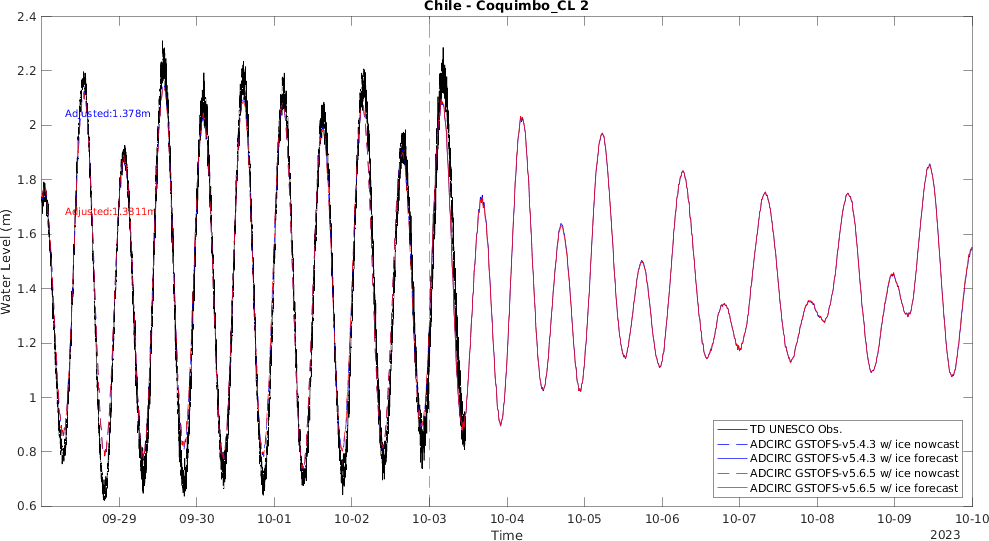 Chile - Coquimbo_CL 2
2.4
2.2
2
1.8
1.6
1.4
1.2
1
0.8
0.6
Water Level (m)
Adjusted:1.378m
Adjusted:1.3311m
TD UNESCO Obs.
ADCIRC GSTOFS-v5.4.3 w/ ice nowcast
ADCIRC GSTOFS-v5.4.3 w/ ice forecast
ADCIRC GSTOFS-v5.6.5 w/ ice nowcast
ADCIRC GSTOFS-v5.6.5 w/ ice forecast
09-29 09-30 10-01 10-02 10-03 10-04 10-05 10-06 10-07 10-08 10-09 10-10
Time
2023